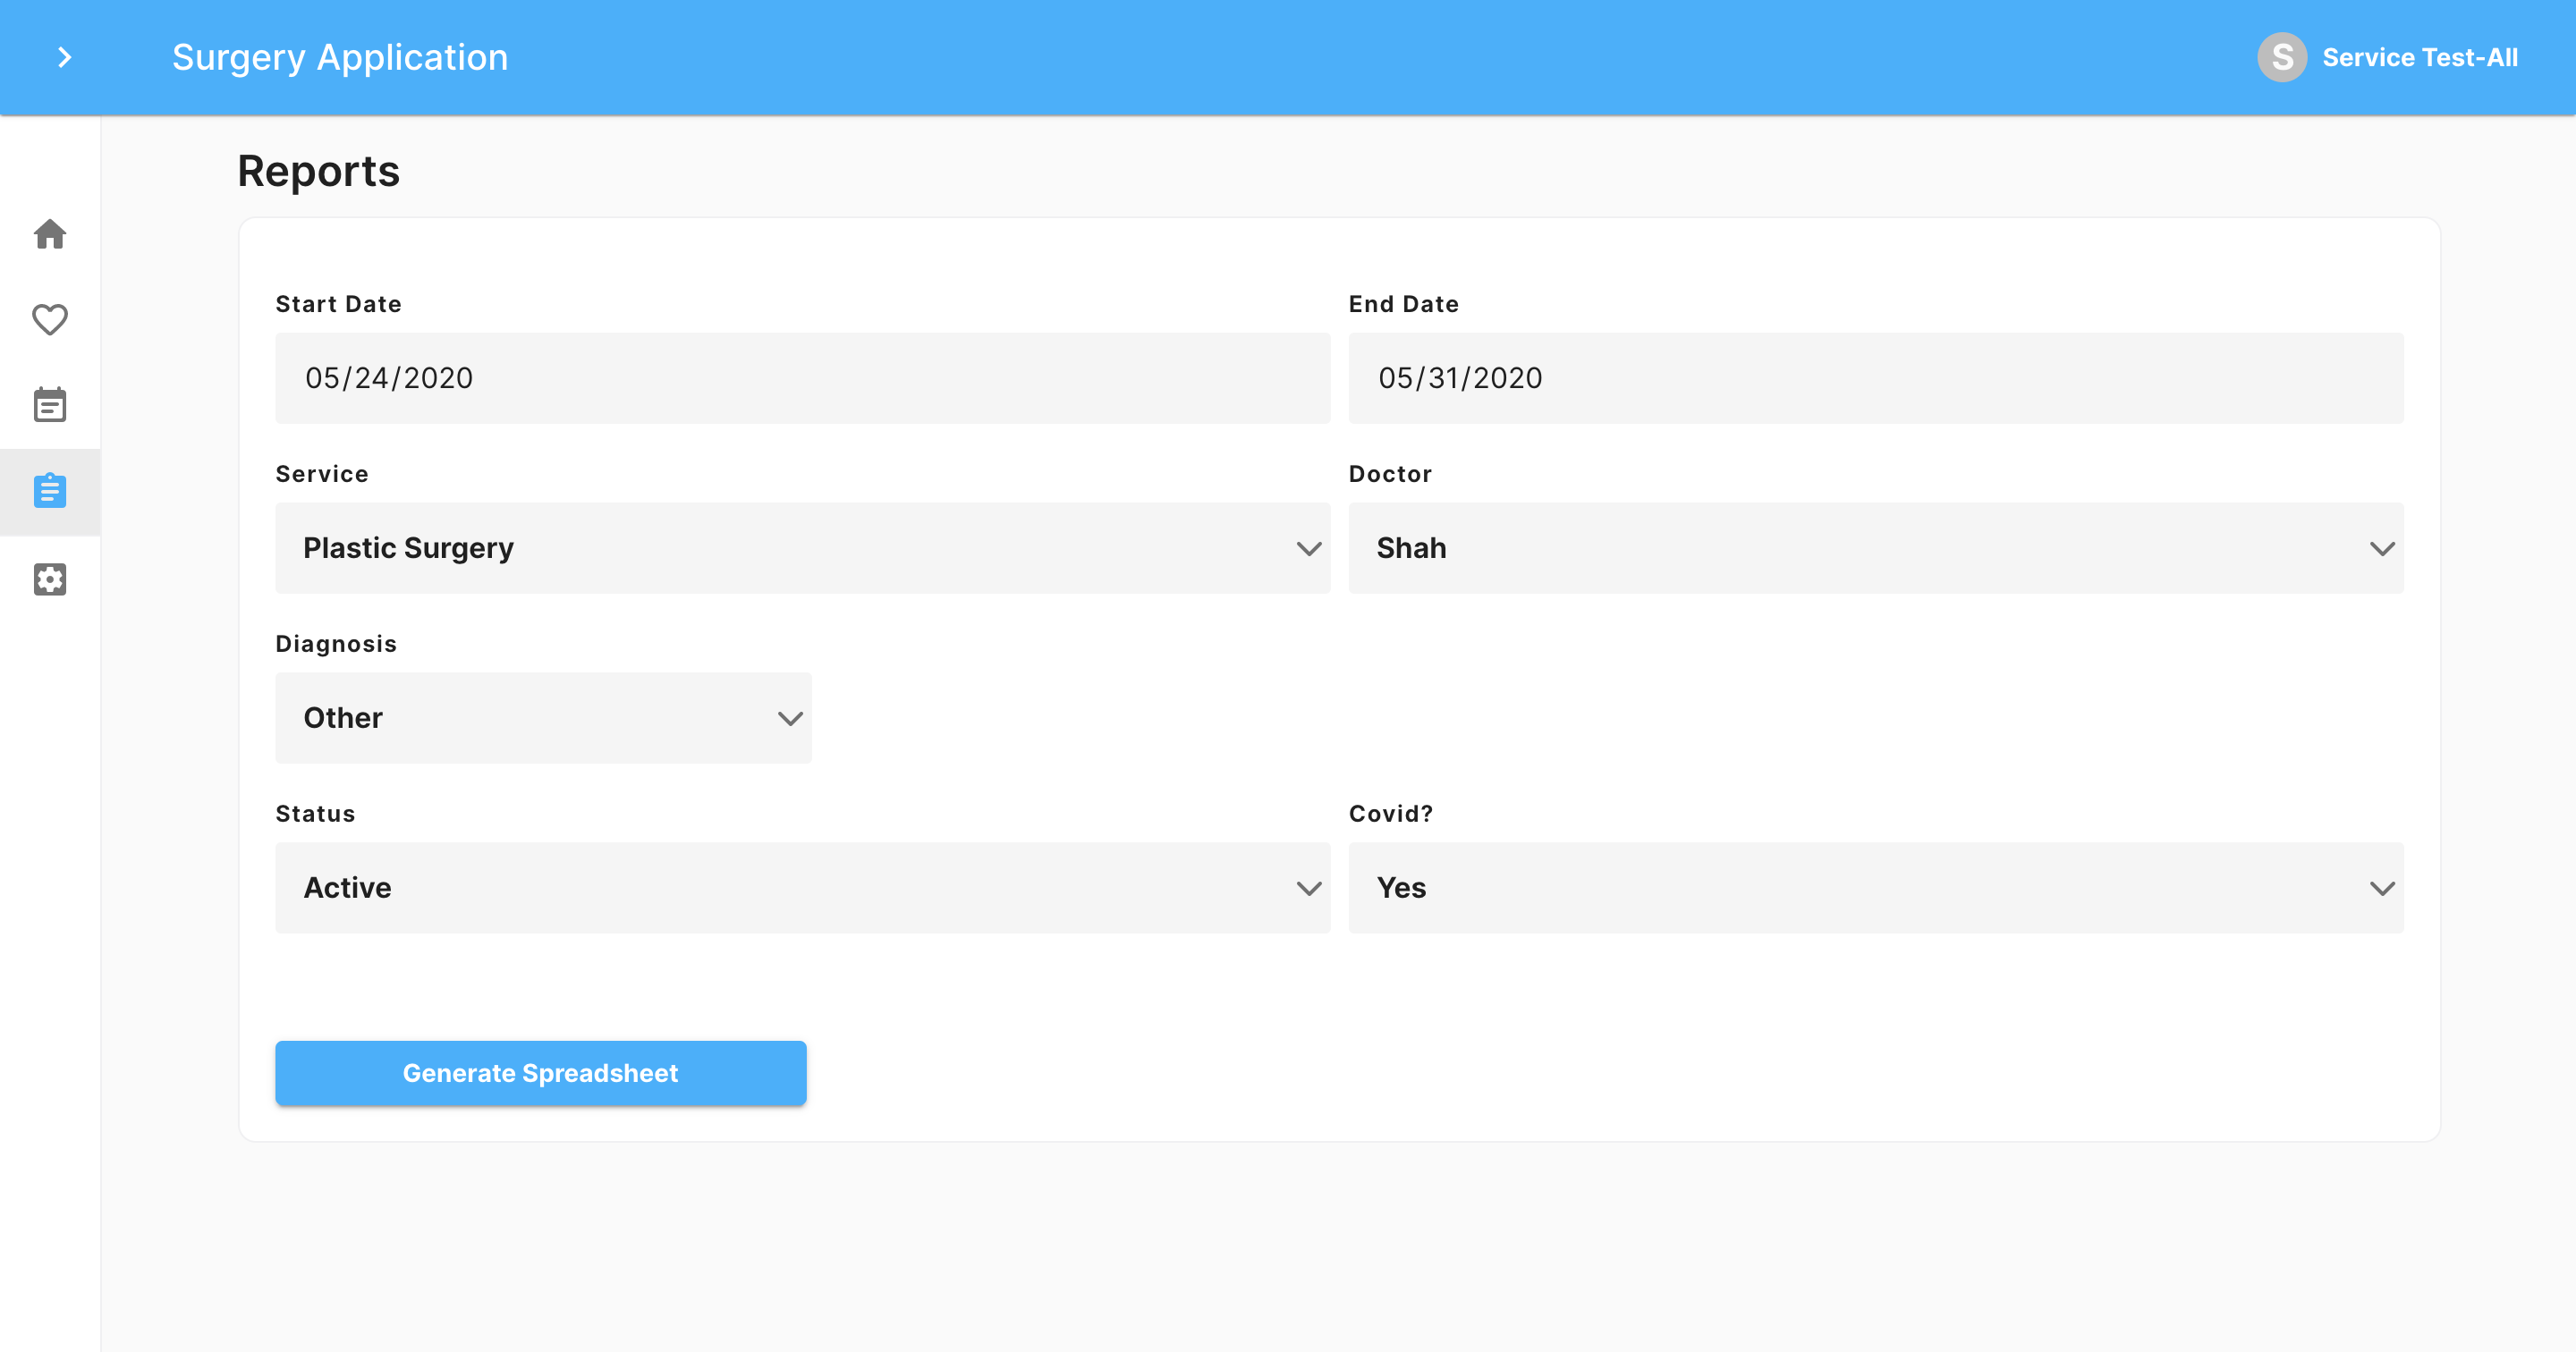 Surgery Application
S Service Test-All
Reports
Start Date
End Date
05/24/2020
05/31/2020
Service
Doctor
Plastic Surgery
Shah
Diagnosis
Other
Status
Covid?
Active
Yes
Generate Spreadsheet